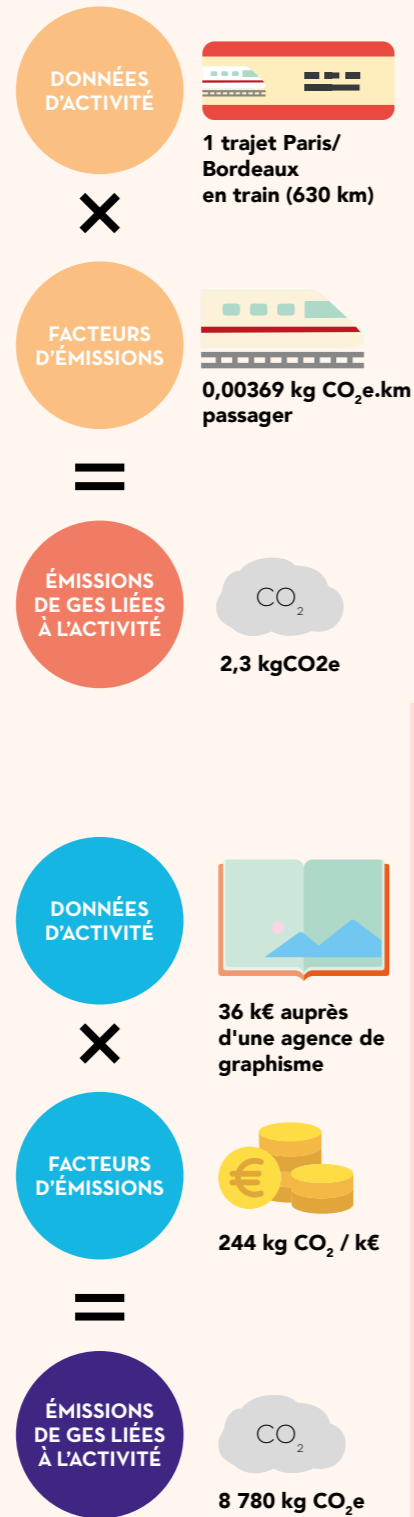 DONNÉES
D'ACTIVITÉ
1 trajet Paris/
Bordeaux
en train (630 km)
×
FACTEURS
D'ÉMISSIONS
0,00369 kg CO₂e.km
passager
=
ÉMISSIONS
DE GES LIÉES
À L'ACTIVITÉ
CO₂
2,3 kgCO2e
DONNÉES
D'ACTIVITÉ
36 k€ auprès
d'une agence de
graphisme
×
FACTEURS
D'ÉMISSIONS
€
244 kg CO₂ / k€
=
ÉMISSIONS
DE GES LIÉES
À L'ACTIVITÉ
CO₂
8 780 kg CO₂e